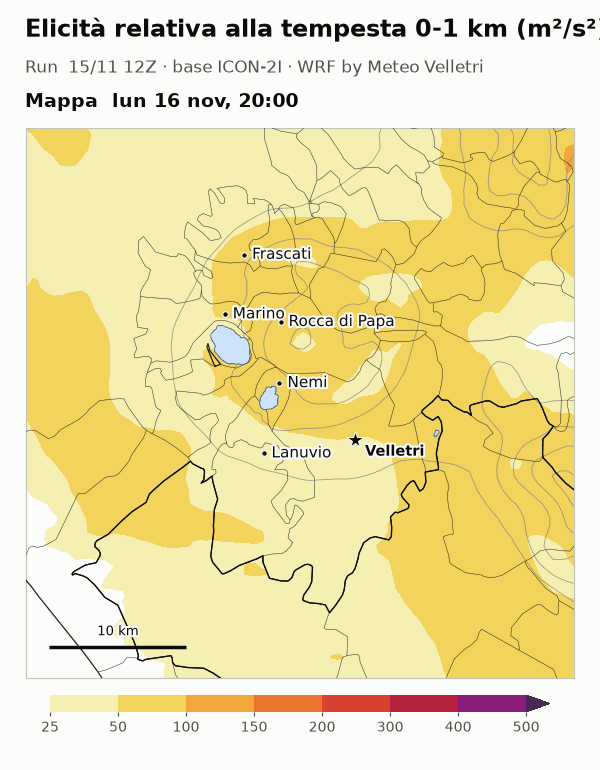 Elicità relativa alla tempesta 0-1 km (m²/s²)
Run  15/11 12Z · base ICON-2I · WRF by Meteo Velletri
Mappa  lun 16 nov, 20:00
Frascati
Marino
Rocca di Papa
Nemi
Velletri
Lanuvio
10 km
25 50 100 150 200 300 400 500